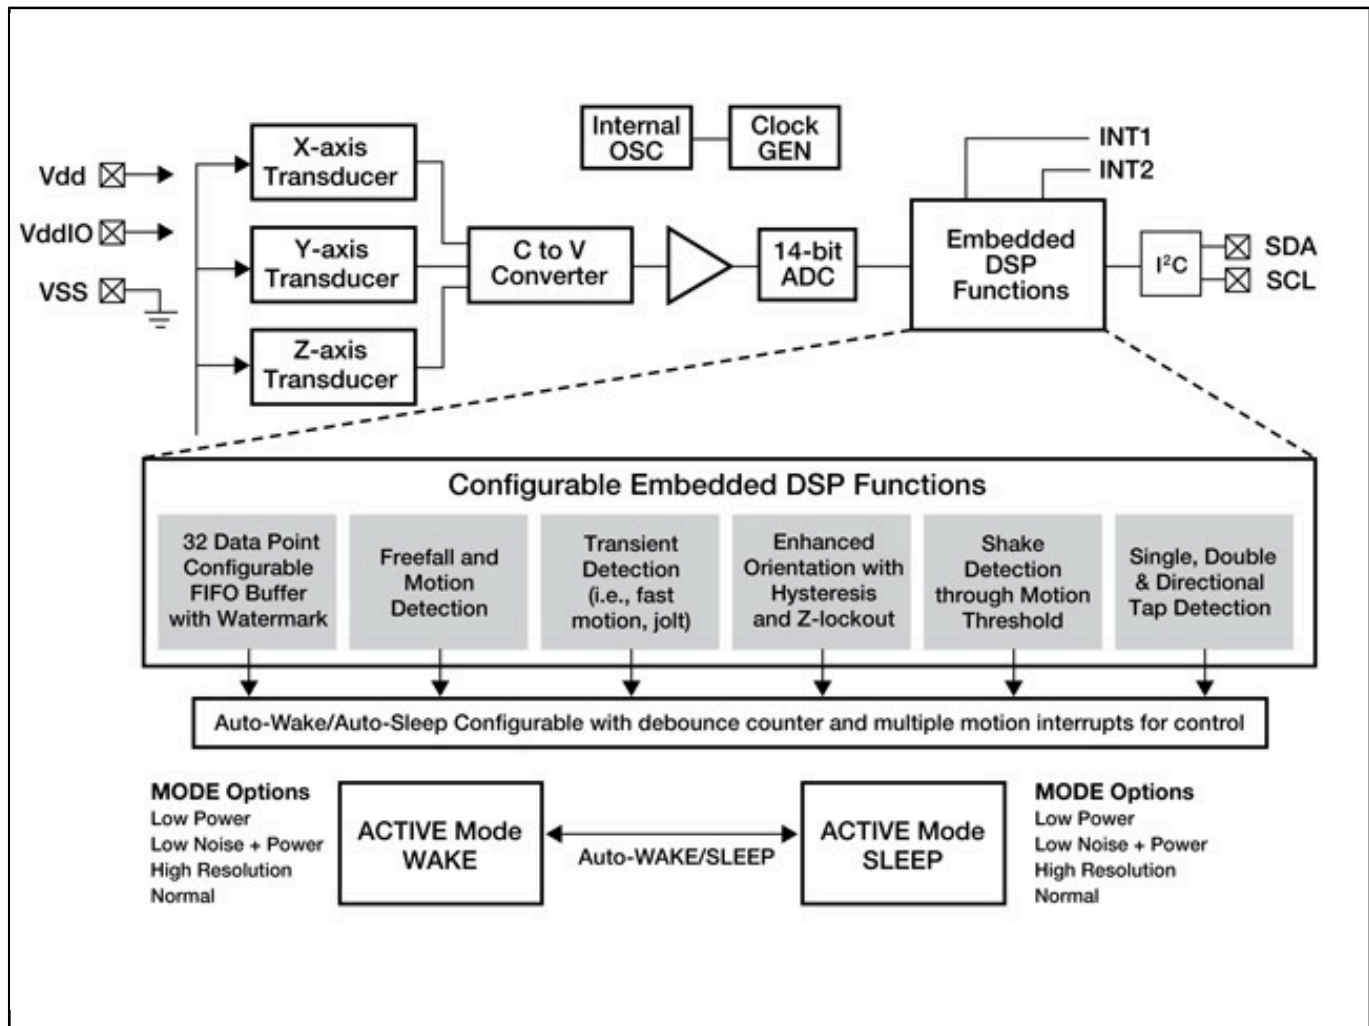 Vdd
VddIO
VSS
X-axis
Transducer
Y-axis
Transducer
Z-axis
Transducer
C to V
Converter
Internal
OSC
Clock
GEN
14-bit
ADC
Embedded
DSP
Functions
INT1
INT2
I²C
SDA
SCL
Configurable Embedded DSP Functions
32 Data Point
Configurable
FIFO Buffer
with Watermark
Freefall and
Motion
Detection
Transient
Detection
(i.e., fast
motion, jolt)
Enhanced
Orientation with
Hysteresis
and Z-lockout
Shake
Detection
through Motion
Threshold
Single, Double
& Directional
Tap Detection
Auto-Wake/Auto-Sleep Configurable with debounce counter and multiple motion interrupts for control
MODE Options
Low Power
Low Noise + Power
High Resolution
Normal
ACTIVE Mode
WAKE
Auto-WAKE/SLEEP
ACTIVE Mode
SLEEP
MODE Options
Low Power
Low Noise + Power
High Resolution
Normal